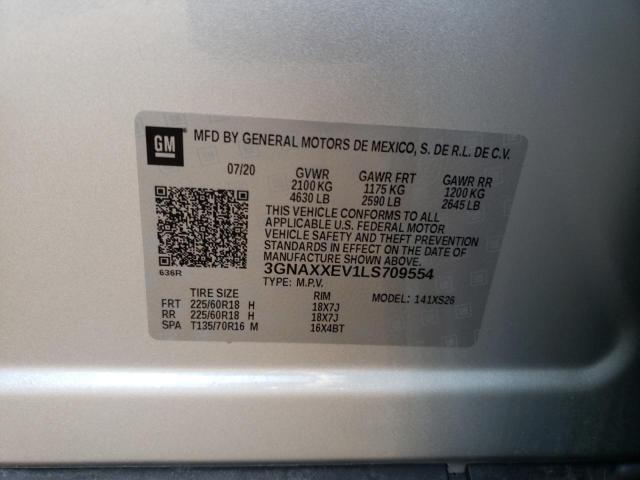 GM
MFD BY GENERAL MOTORS DE MEXICO, S. DE R.L. DE C.V.
07/20 GVWR GAWR FRT GAWR RR
2100 KG 1175 KG 1200 KG
4630 LB 2590 LB 2645 LB
THIS VEHICLE CONFORMS TO ALL
APPLICABLE U.S. FEDERAL MOTOR
VEHICLE SAFETY AND THEFT PREVENTION
STANDARDS IN EFFECT ON THE DATE OF
MANUFACTURE SHOWN ABOVE.
636R
3GNAXXEV1LS709554
TYPE: M.P.V.
TIRE SIZE RIM MODEL: 141XS26
FRT 225/60R18 H 18X7J
RR 225/60R18 H 18X7J
SPA T135/70R16 M 16X4BT